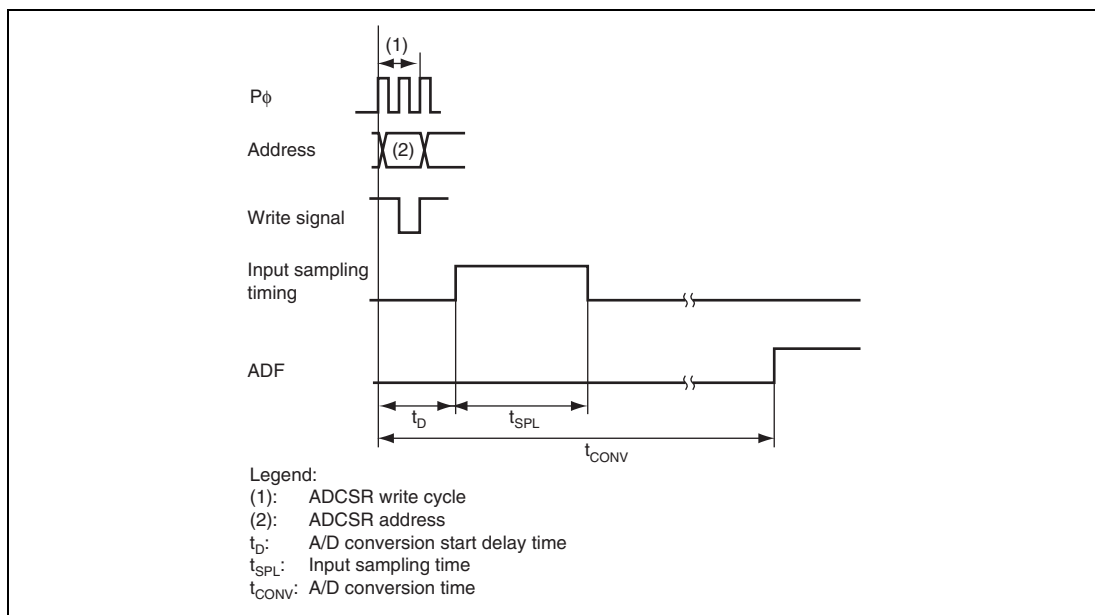 (1)
Pϕ
Address
(2)
Write signal
Input sampling
timing
ADF
tD
tSPL
tCONV
Legend:
(1): ADCSR write cycle
(2): ADCSR address
tD: A/D conversion start delay time
tSPL: Input sampling time
tCONV: A/D conversion time